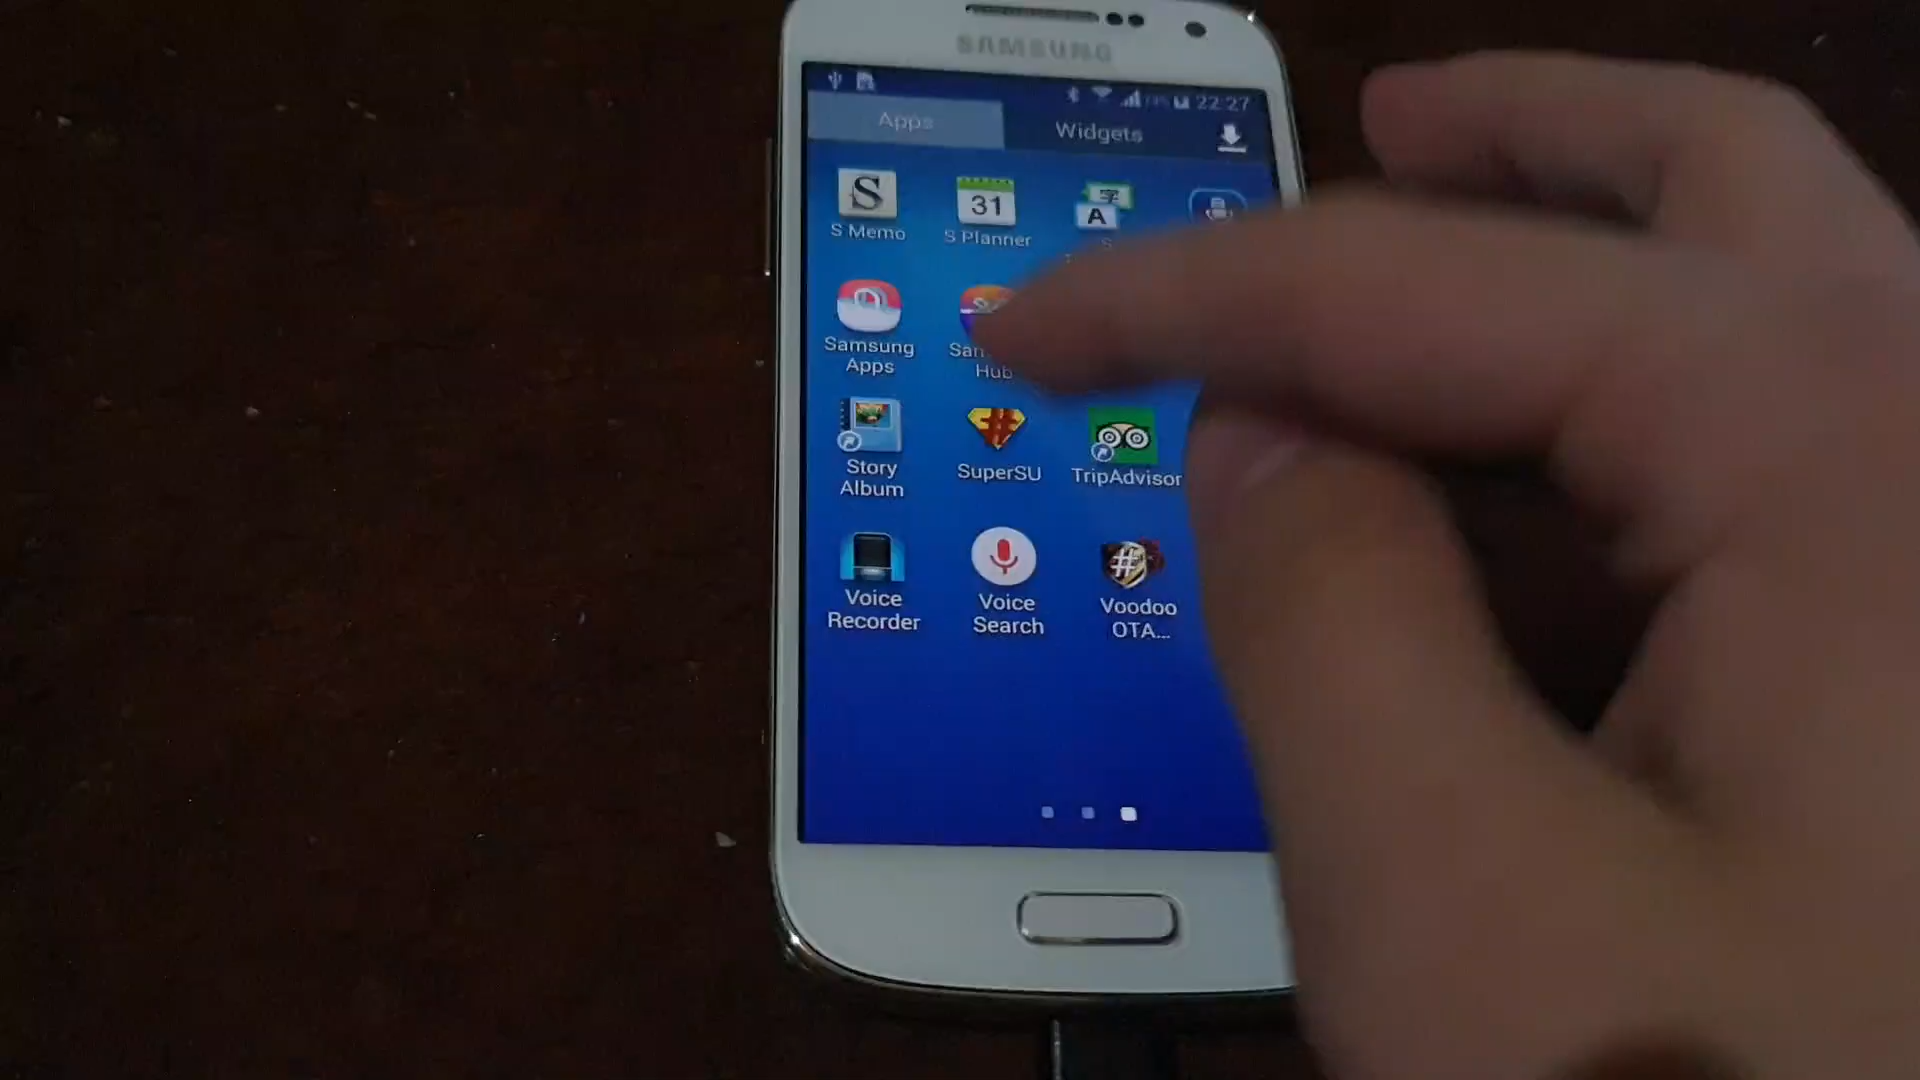 SAMSUNG
22:27
Apps
Widgets
S
31
字
A
S Memo
S Planner
S
Samsung
Apps
Hub
#
Story
Album
SuperSU
TripAdvisor
#
Voice
Recorder
Voice
Search
Voodoo
OTA...